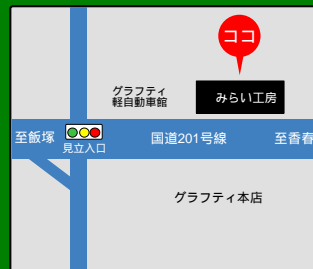 ココ
グラフティ
軽自動車館
みらい工房
至飯塚
国道201号線
至香春
見立入口
グラフティ本店